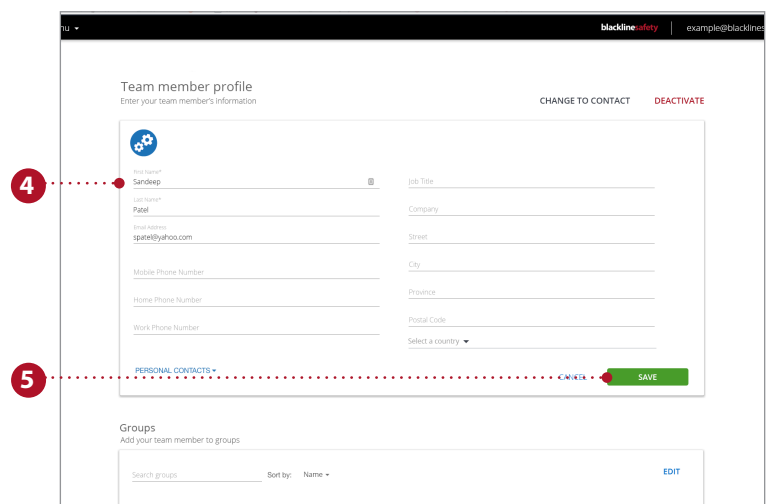 nu
blacklinesafety
example@blacklines
Team member profile
Enter your team member's information
CHANGE TO CONTACT
DEACTIVATE
4
First Name*
Sandeep
Job Title
Last Name*
Patel
Company
Email Address
spatel@yahoo.com
Street
City
Mobile Phone Number
Province
Home Phone Number
Postal Code
Work Phone Number
Select a country
5
PERSONAL CONTACTS
CANCEL
SAVE
Groups
Add your team member to groups
Search groups
Sort by: Name
EDIT